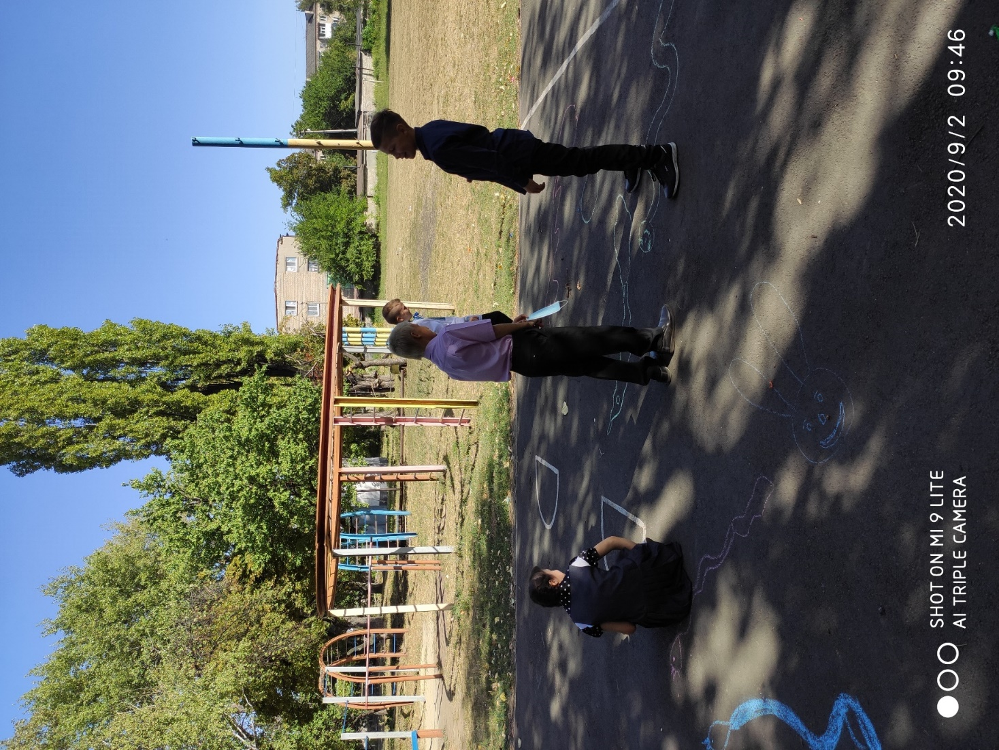 SHOT ON MI 9 LITE
AI TRIPLE CAMERA
2020/9/2 09:46